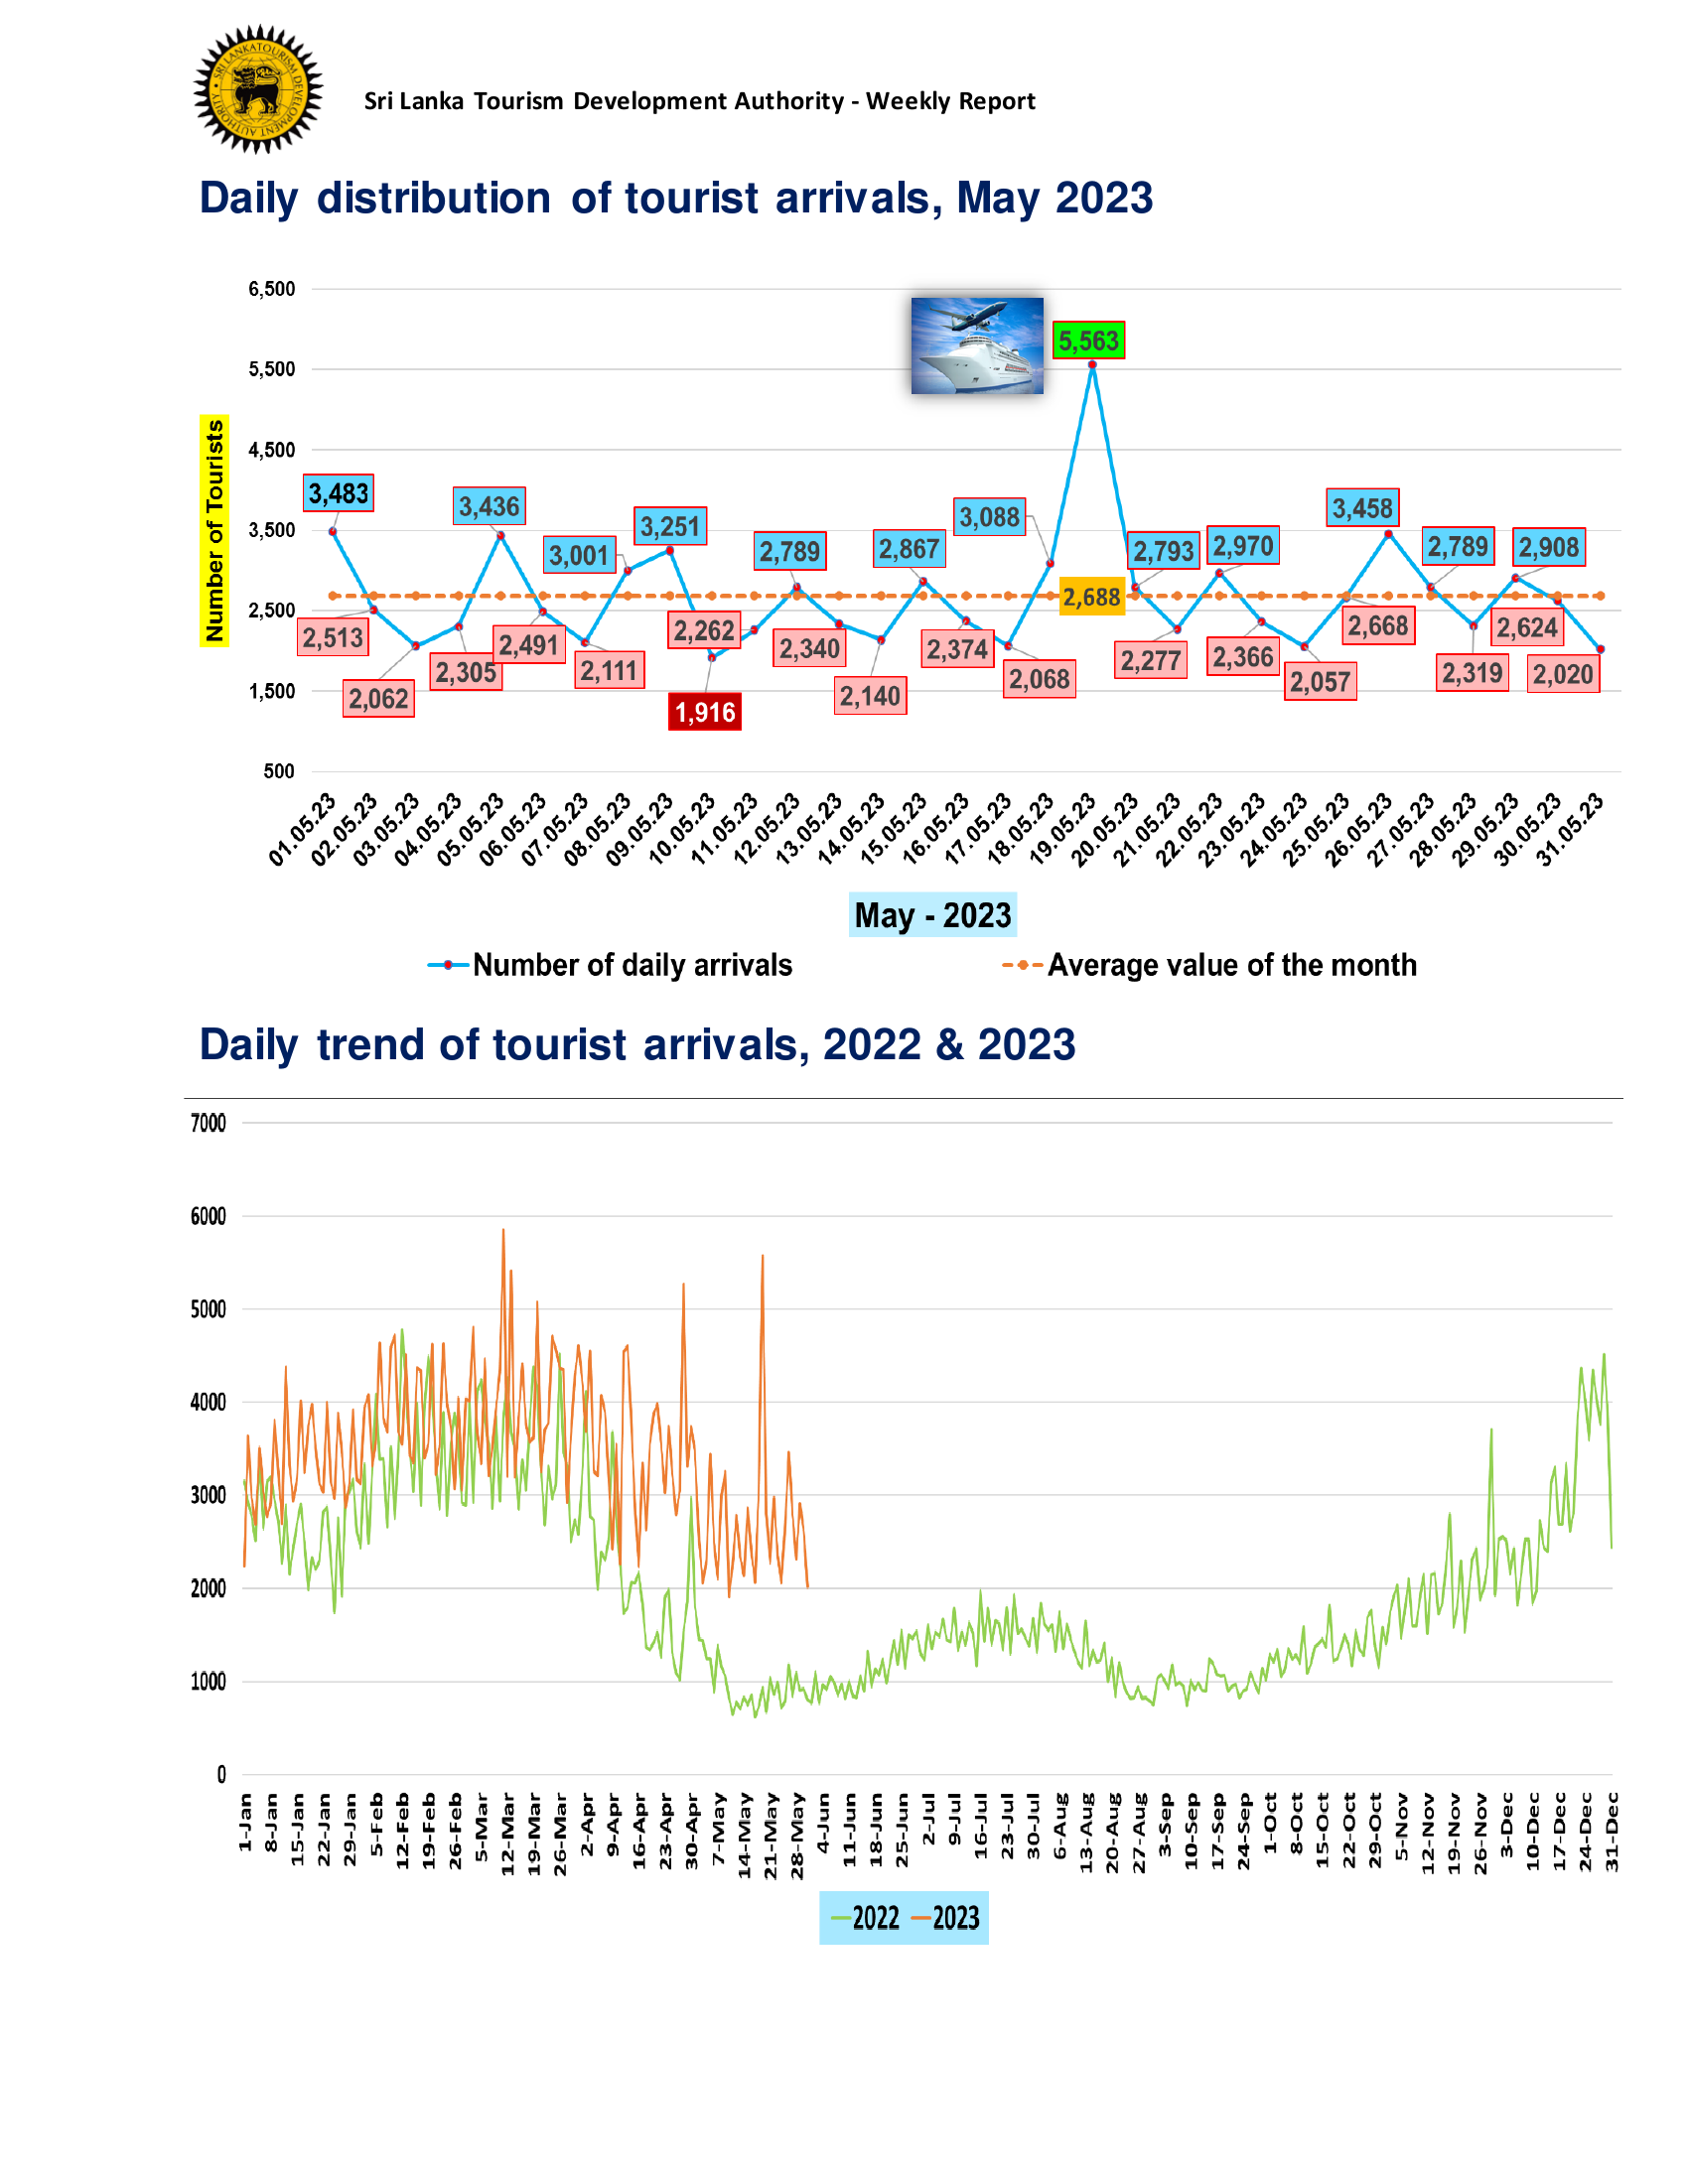 SRI LANKA TOURISM DEVELOPMENT AUTHORITY
Sri Lanka Tourism Development Authority - Weekly Report
Daily distribution of tourist arrivals, May 2023
Number of Tourists
6,500
5,500
4,500
3,500
2,500
1,500
500
3,483
2,513
2,062
2,305
3,436
2,491
2,111
3,001
3,251
1,916
2,262
2,789
2,340
2,140
2,867
2,374
2,068
3,088
5,563
2,688
2,793
2,277
2,970
2,366
2,057
2,668
3,458
2,789
2,319
2,908
2,624
2,020
01.05.23
02.05.23
03.05.23
04.05.23
05.05.23
06.05.23
07.05.23
08.05.23
09.05.23
10.05.23
11.05.23
12.05.23
13.05.23
14.05.23
15.05.23
16.05.23
17.05.23
18.05.23
19.05.23
20.05.23
21.05.23
22.05.23
23.05.23
24.05.23
25.05.23
26.05.23
27.05.23
28.05.23
29.05.23
30.05.23
31.05.23
May - 2023
Number of daily arrivals
Average value of the month
Daily trend of tourist arrivals, 2022 & 2023
7000
6000
5000
4000
3000
2000
1000
0
1-Jan
8-Jan
15-Jan
22-Jan
29-Jan
5-Feb
12-Feb
19-Feb
26-Feb
5-Mar
12-Mar
19-Mar
26-Mar
2-Apr
9-Apr
16-Apr
23-Apr
30-Apr
7-May
14-May
21-May
28-May
4-Jun
11-Jun
18-Jun
25-Jun
2-Jul
9-Jul
16-Jul
23-Jul
30-Jul
6-Aug
13-Aug
20-Aug
27-Aug
3-Sep
10-Sep
17-Sep
24-Sep
1-Oct
8-Oct
15-Oct
22-Oct
29-Oct
5-Nov
12-Nov
19-Nov
26-Nov
3-Dec
10-Dec
17-Dec
24-Dec
31-Dec
2022 2023